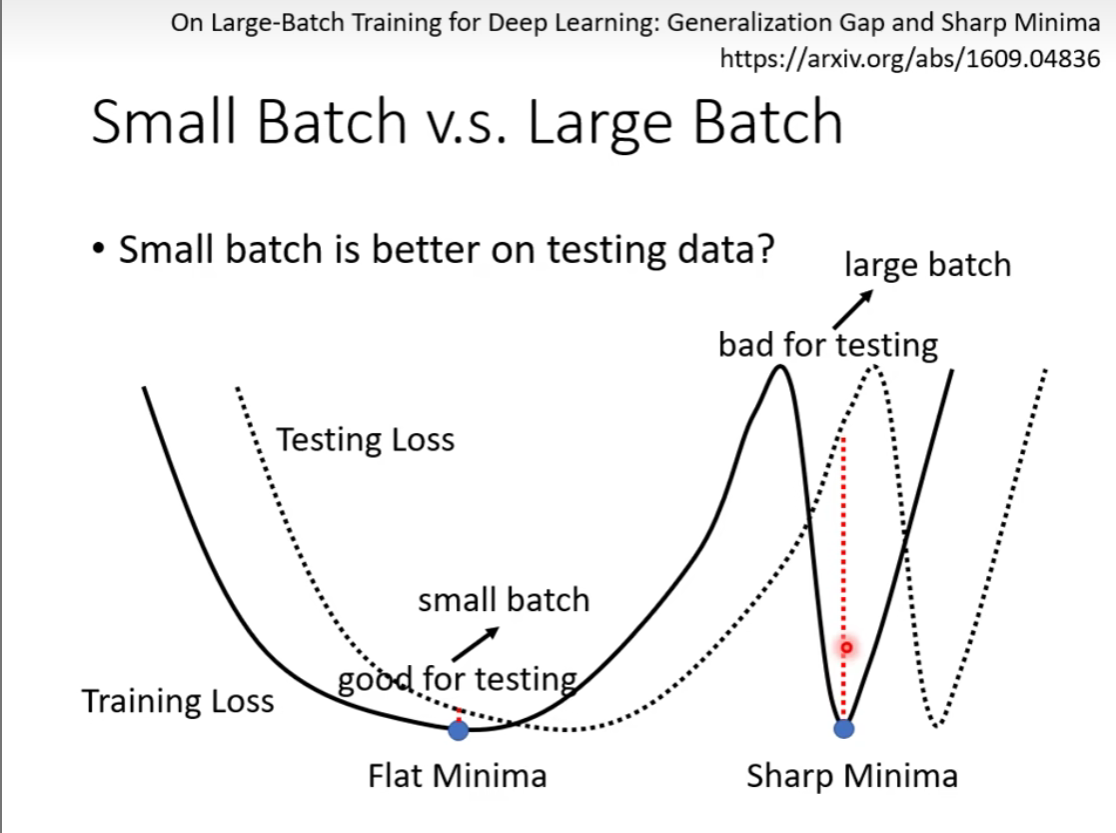 On Large-Batch Training for Deep Learning: Generalization Gap and Sharp Minima
https://arxiv.org/abs/1609.04836
Small Batch v.s. Large Batch
• Small batch is better on testing data?
large batch
bad for testing
Testing Loss
small batch
good for testing
Training Loss
Flat Minima
Sharp Minima